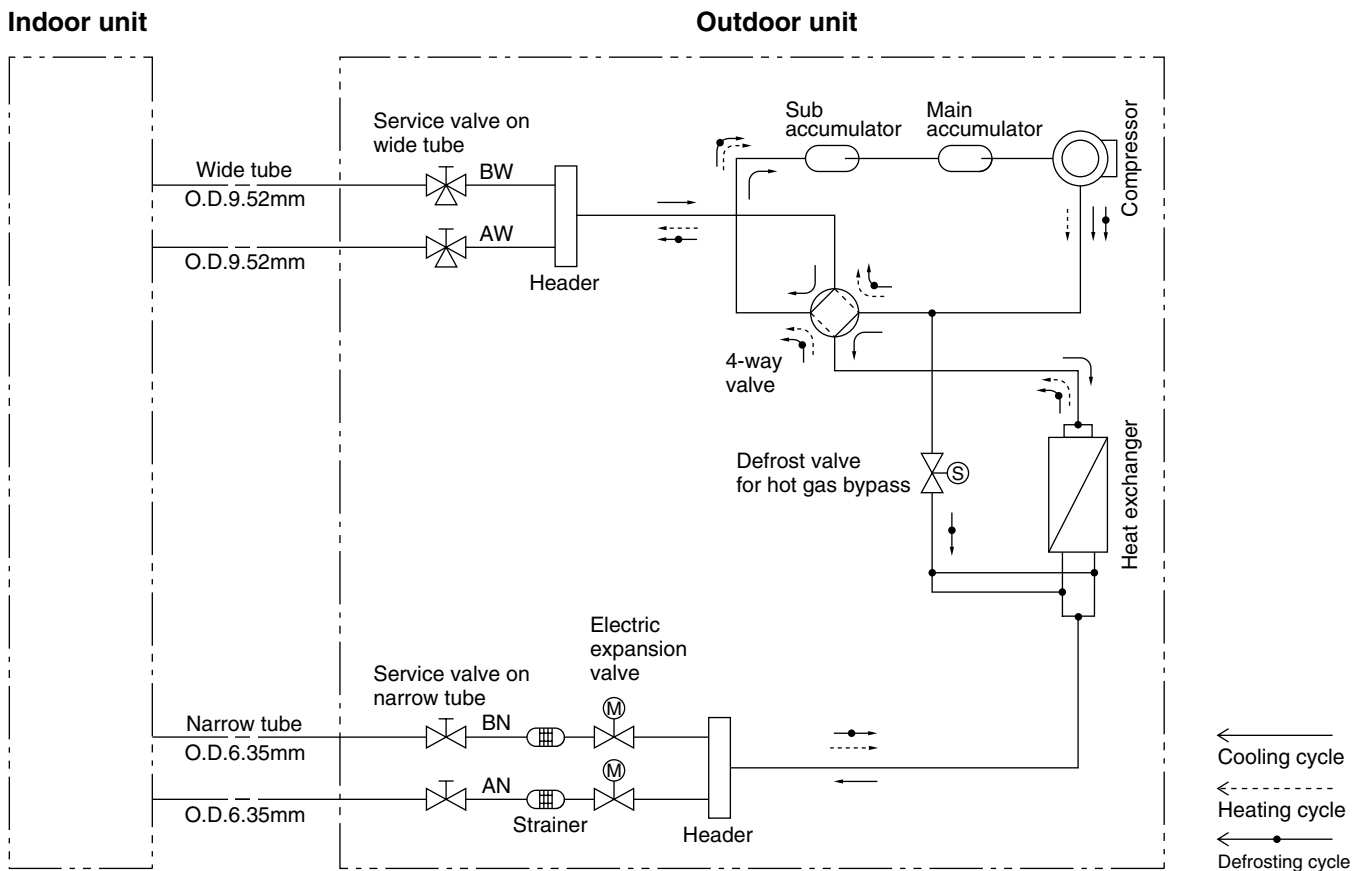 Indoor unit
Outdoor unit
Service valve on
wide tube
Sub
accumulator
Main
accumulator
Compressor
Wide tube
O.D.9.52mm
BW
AW
O.D.9.52mm
Header
4-way
valve
Defrost valve
for hot gas bypass
S
Heat exchanger
Electric
expansion
valve
Service valve on
narrow tube
Narrow tube
O.D.6.35mm
BN
M
AN
M
O.D.6.35mm
Strainer
Header
Cooling cycle
Heating cycle
Defrosting cycle